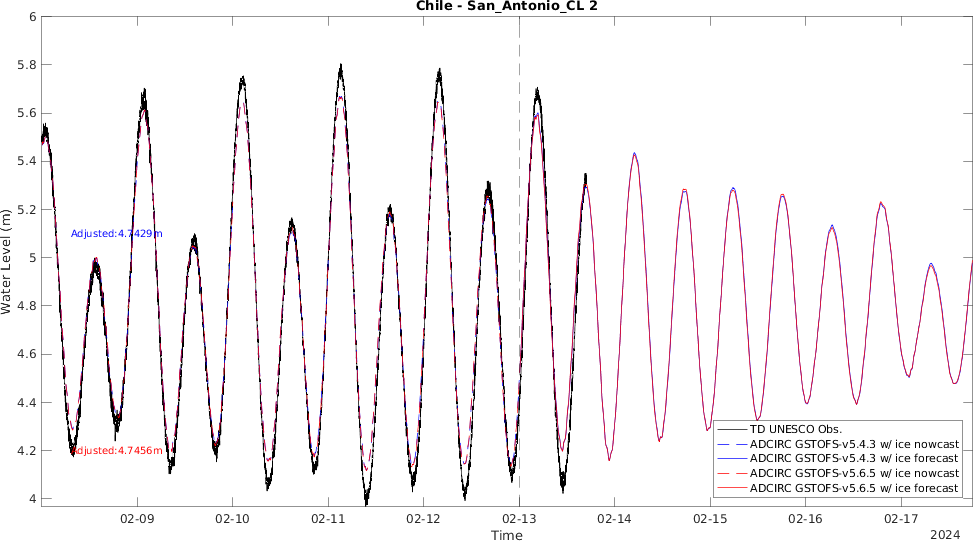 Chile - San_Antonio_CL 2
6
5.8
5.6
5.4
5.2
5
4.8
4.6
4.4
4.2
4
Water Level (m)
Adjusted:4.7429m
Adjusted:4.7456m
TD UNESCO Obs.
ADCIRC GSTOFS-v5.4.3 w/ ice nowcast
ADCIRC GSTOFS-v5.4.3 w/ ice forecast
ADCIRC GSTOFS-v5.6.5 w/ ice nowcast
ADCIRC GSTOFS-v5.6.5 w/ ice forecast
02-09 02-10 02-11 02-12 02-13 02-14 02-15 02-16 02-17
Time
2024